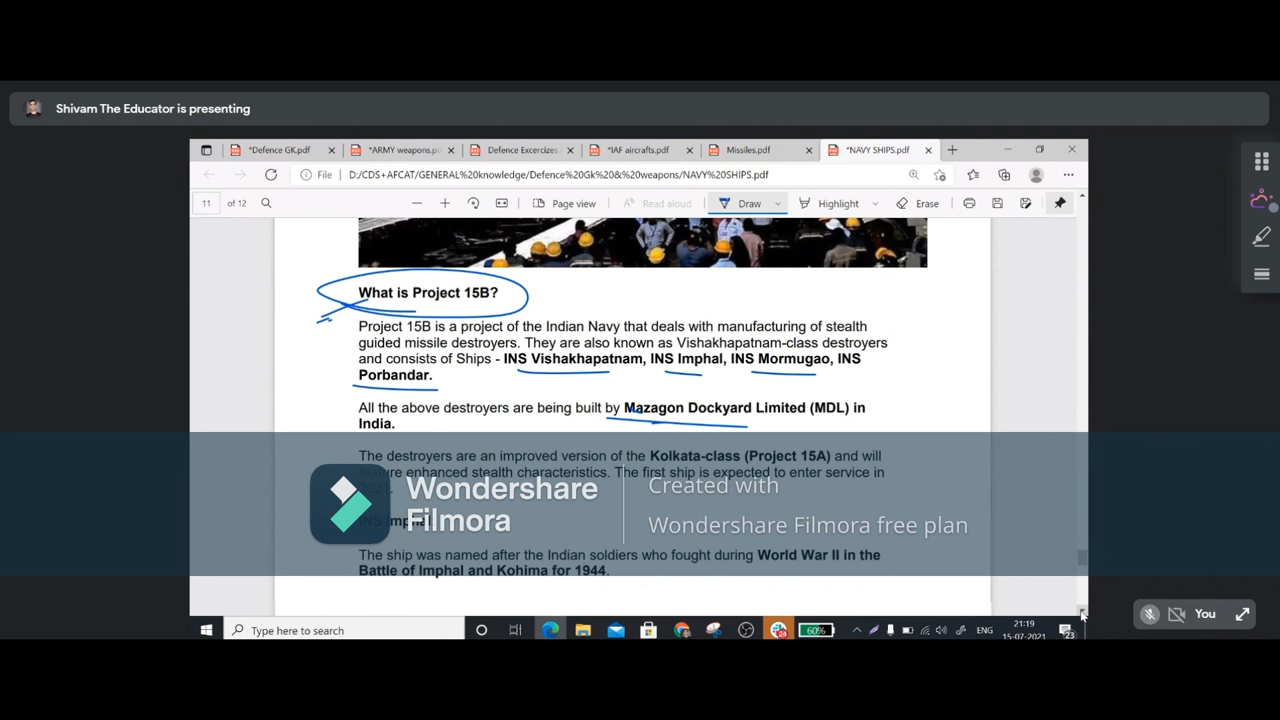 Shivam The Educator is presenting
*Defence GK.pdf
*ARMY weapons.pd
Defence Excercizes.
*IAF aircrafts.pdf
Missiles.pdf
*NAVY SHIPS.pdf
File
D:/CDS+AFCAT/GENERAL%20knowledge/Defence%20Gk%20&%20weapons/NAVY%20SHIPS.pdf
11 of 12
Page view
Read aloud
Draw
Highlight
Erase
What is Project 15B?
Project 15B is a project of the Indian Navy that deals with manufacturing of stealth
guided missile destroyers. They are also known as Vishakhapatnam-class destroyers
and consists of Ships - INS Vishakhapatnam, INS Imphal, INS Mormugao, INS
Porbandar.
All the above destroyers are being built by Mazagon Dockyard Limited (MDL) in
India.
The destroyers are an improved version of the Kolkata-class (Project 15A) and will
enhanced stealth characteristics. The first ship is expected to enter service in
Imphal
The ship was named after the Indian soldiers who fought during World War II in the
Battle of Imphal and Kohima for 1944.
Wondershare
Filmora
Created with
Wondershare Filmora free plan
Type here to search
60%
ENG
21:19
15-07-2021
23
You